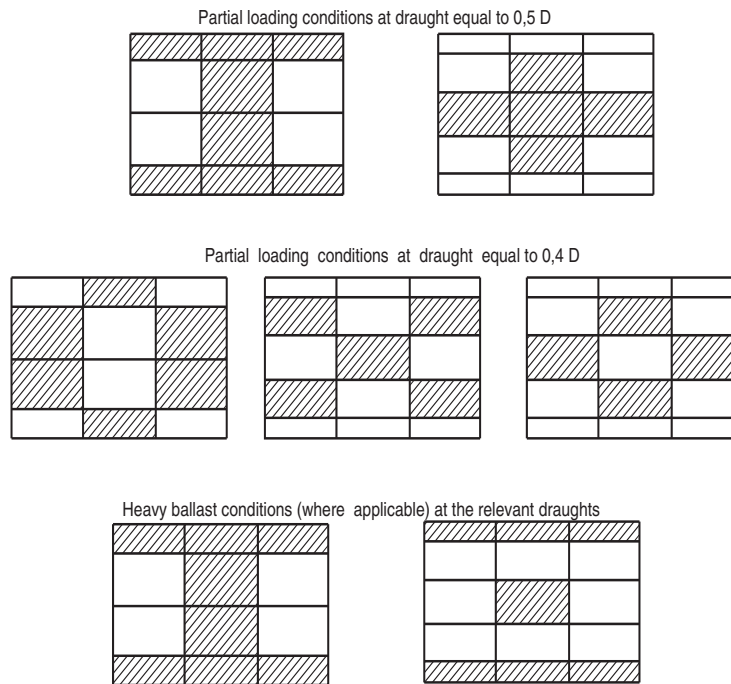 Partial loading conditions at draught equal to 0,5 D
Partial loading conditions at draught equal to 0,4 D
Heavy ballast conditions (where applicable) at the relevant draughts